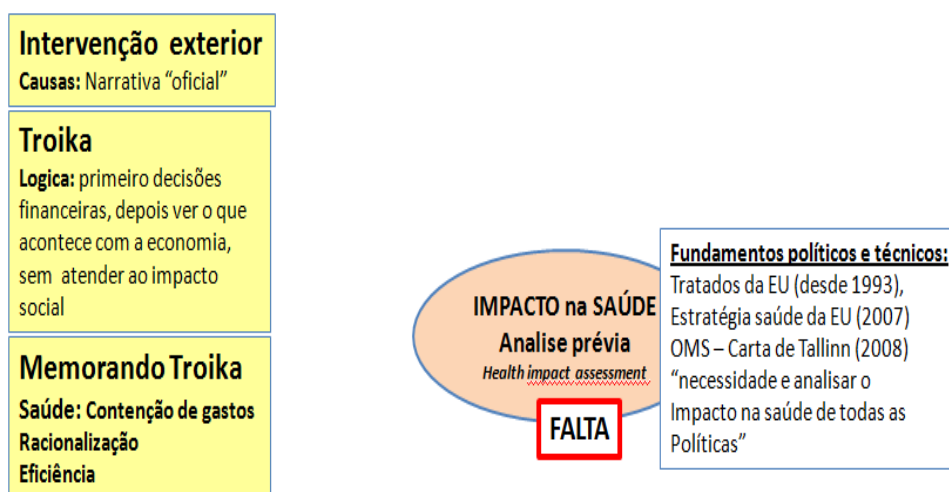 Intervenção exterior
Causas: Narrativa “oficial”
Troika
Logica: primeiro decisões
financeiras, depois ver o que
acontece com a economia,
sem atender ao impacto
social
Memorando Troika
Saúde: Contenção de gastos
Racionalização
Eficiência
IMPACTO na SAÚDE
Analise prévia
Health impact assessment
FALTA
Fundamentos políticos e técnicos:
Tratados da EU (desde 1993),
Estratégia saúde da EU (2007)
OMS – Carta de Tallinn (2008)
“necessidade e analisar o
Impacto na saúde de todas as
Políticas”